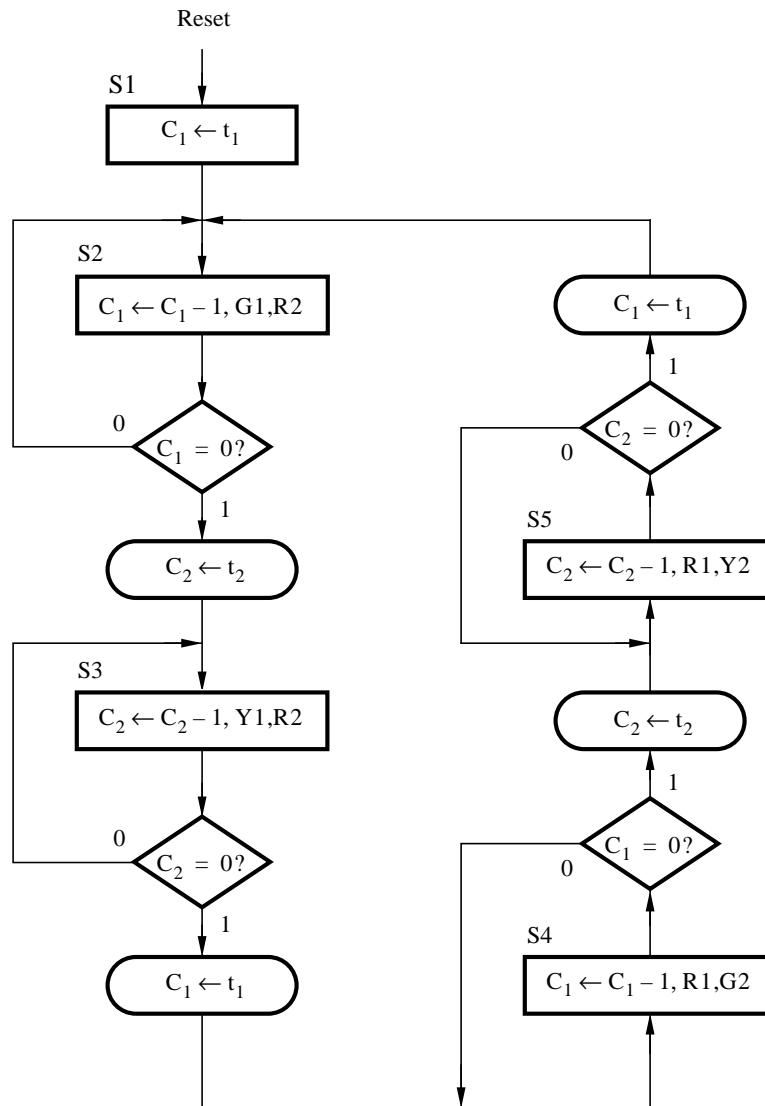 Reset
S1
C₁ ← t₁
S2
C₁ ← C₁ – 1, G1,R2
0
C₁ = 0?
1
C₂ ← t₂
S3
C₂ ← C₂ – 1, Y1,R2
0
C₂ = 0?
1
C₁ ← t₁
C₁ ← t₁
1
C₂ = 0?
0
S5
C₂ ← C₂ – 1, R1,Y2
C₂ ← t₂
1
C₁ = 0?
0
S4
C₁ ← C₁ – 1, R1,G2